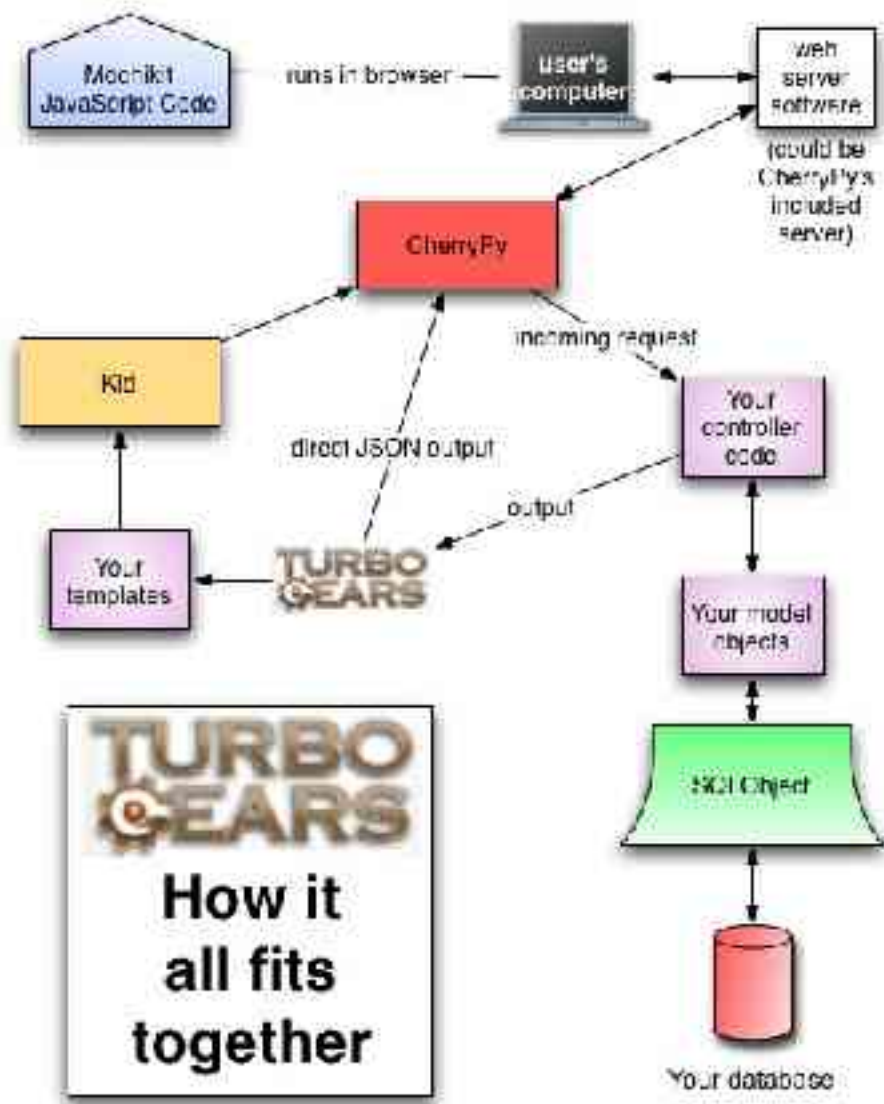 Mochikit
JavaScript Code
runs in browser
user's
computer
web
server
software
(could be
CherryPy's
included
server)
CherryPy
incoming request
Kid
direct JSON output
Your
controller
code
output
Your
templates
TURBO
GEARS
Your model
objects
SQLObject
TURBO
GEARS
How it
all fits
together
Your database